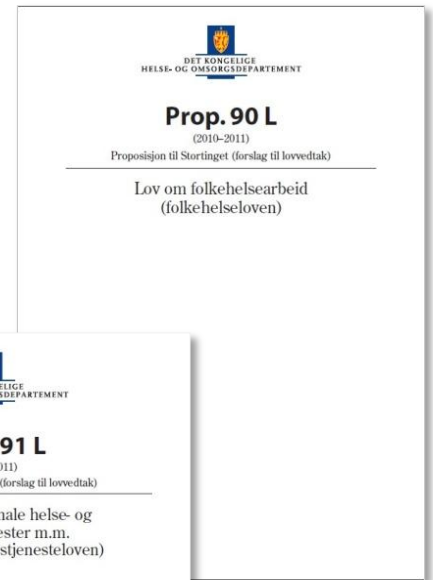 DET KONGELIGE
HELSE- OG OMSORGSDEPARTEMENT
Prop. 90 L
(2010–2011)
Proposisjon til Stortinget (forslag til lovvedtak)
Lov om folkehelsearbeid
(folkehelseloven)
91 L
(forslag til lovvedtak)
helse- og
m.m.